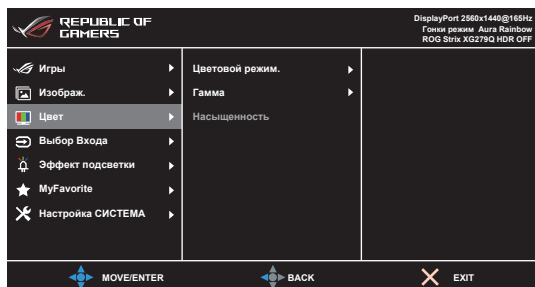 REPUBLIC OF
GAMERS
DisplayPort 2560x1440@165Hz
Гонки режим Aura Rainbow
ROG Strix XG279Q HDR OFF
Игры
Изображ.
Цвет
Выбор Входа
Эффект подсветки
MyFavorite
Настройка СИСТЕМА
Цветовой режим.
Гамма
Насыщенность
MOVE/ENTER
BACK
EXIT